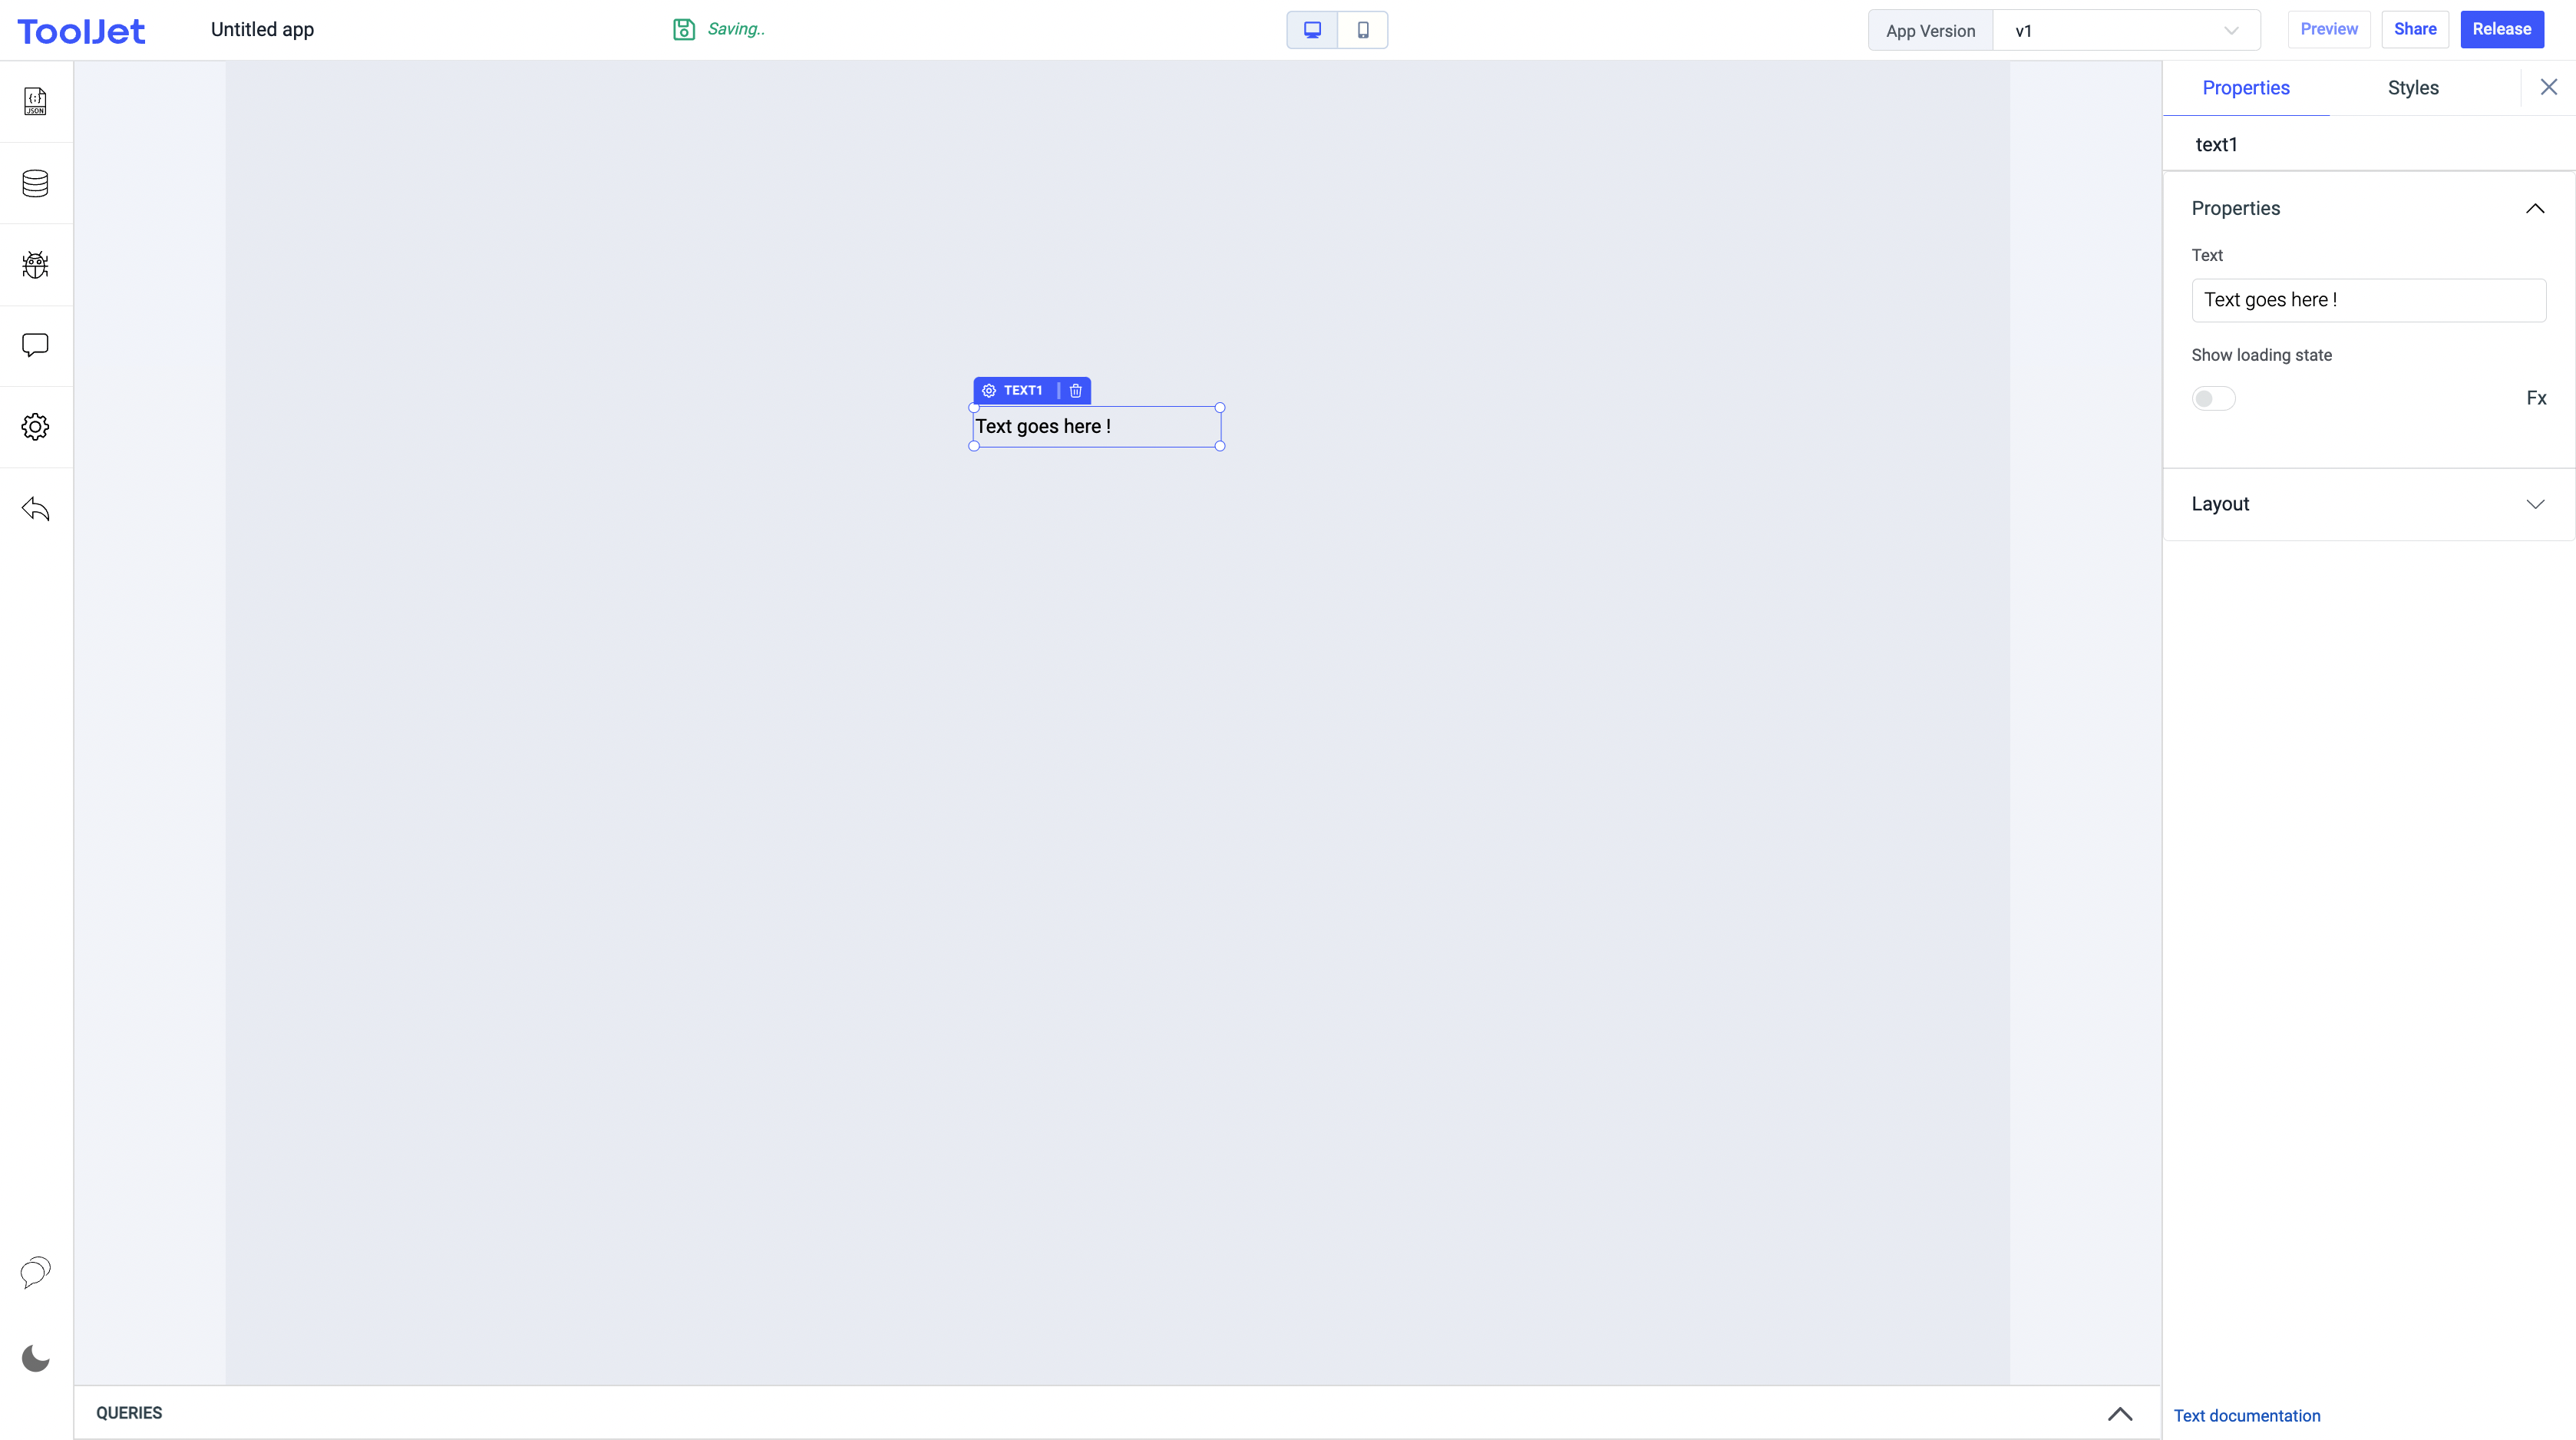 ToolJet
Untitled app
Saving..
App Version
v1
Preview
Share
Release
JSON
Properties
Styles
text1
Properties
Text
Text goes here !
Show loading state
Fx
Layout
TEXT1
Text goes here !
QUERIES
Text documentation